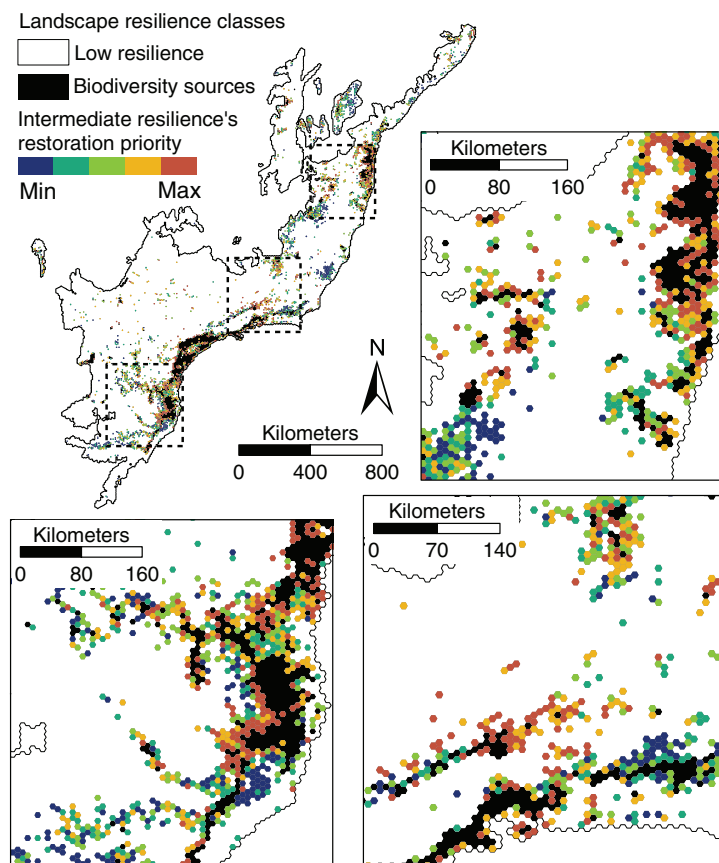 Landscape resilience classes
Low resilience
Biodiversity sources
Intermediate resilience's
restoration priority
Min Max
N
Kilometers
0 400 800
Kilometers
0 80 160
Kilometers
0 80 160
Kilometers
0 70 140